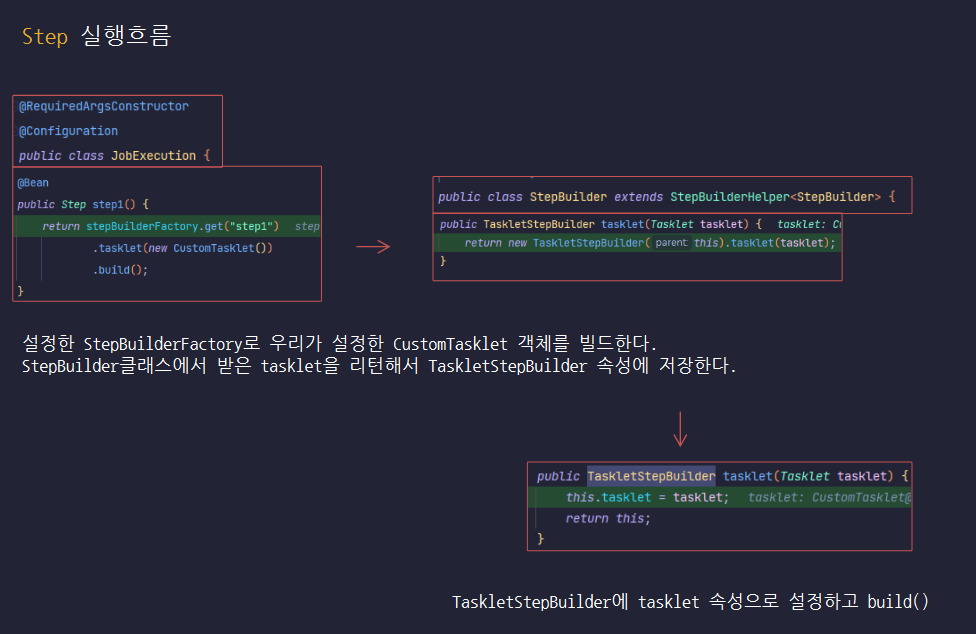 Step 실행흐름
@RequiredArgsConstructor
@Configuration
public class JobExecution {
@Bean
public Step step1() {
return stepBuilderFactory.get("step1") step
.tasklet(new CustomTasklet())
.build();
}
public class StepBuilder extends StepBuilderHelper<StepBuilder> {
public TaskletStepBuilder tasklet(Tasklet tasklet) { tasklet: Cu
return new TaskletStepBuilder( parent this).tasklet(tasklet);
}
설정한 StepBuilderFactory로 우리가 설정한 CustomTasklet 객체를 빌드한다.
StepBuilder클래스에서 받은 tasklet을 리턴해서 TaskletStepBuilder 속성에 저장한다.
public TaskletStepBuilder tasklet(Tasklet tasklet) {
this.tasklet = tasklet; tasklet: CustomTasklet@
return this;
}
TaskletStepBuilder에 tasklet 속성으로 설정하고 build()